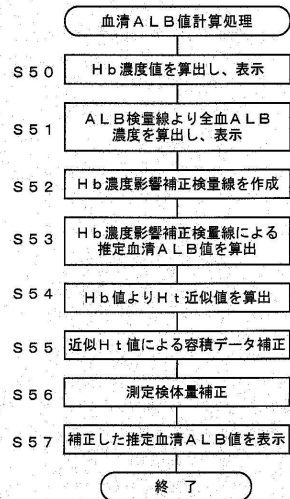 血清ALB値計算処理
S50 Hb濃度値を算出し、表示
S51 ALB検量線より全血ALB
濃度を算出し、表示
S52 Hb濃度影響補正検量線を作成
S53 Hb濃度影響補正検量線による
推定血清ALB値を算出
S54 Hb値よりHt近似値を算出
S55 近似Ht値による容積データ補正
S56 測定検体量補正
S57 補正した推定血清ALB値を表示
終了